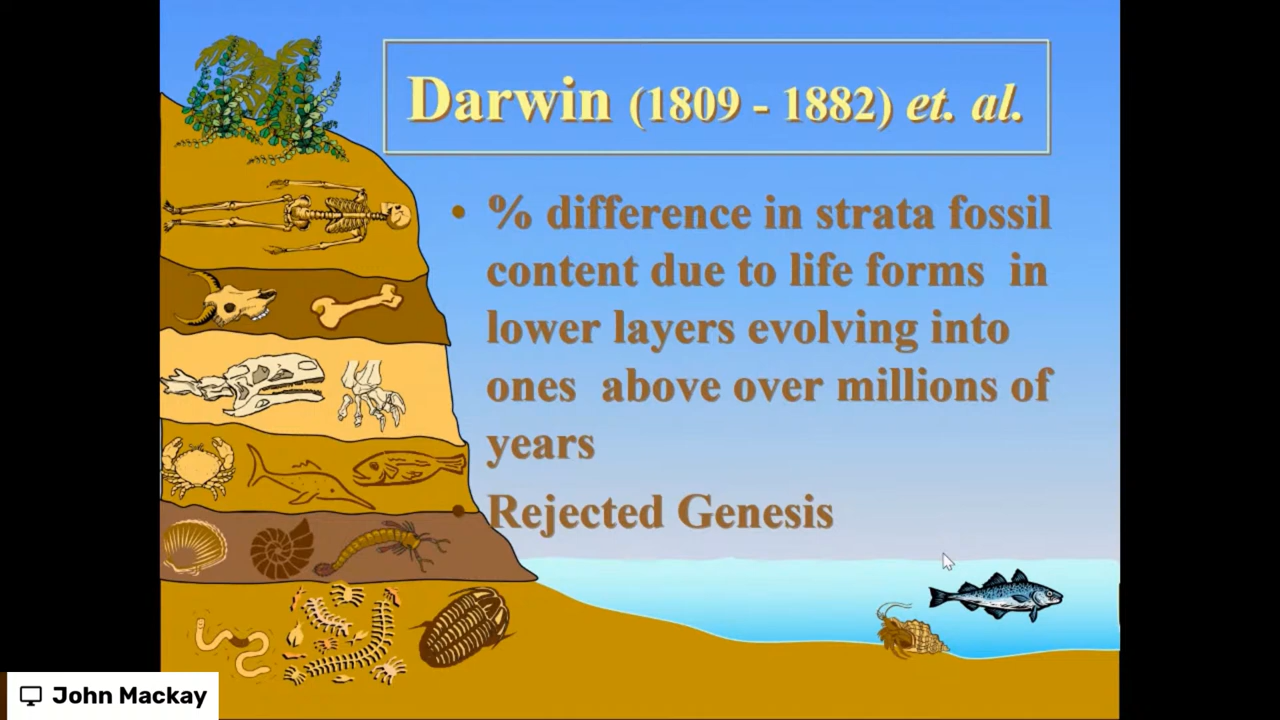 Darwin (1809 - 1882) et. al.
• % difference in strata fossil
content due to life forms in
lower layers evolving into
ones above over millions of
years
• Rejected Genesis
John Mackay